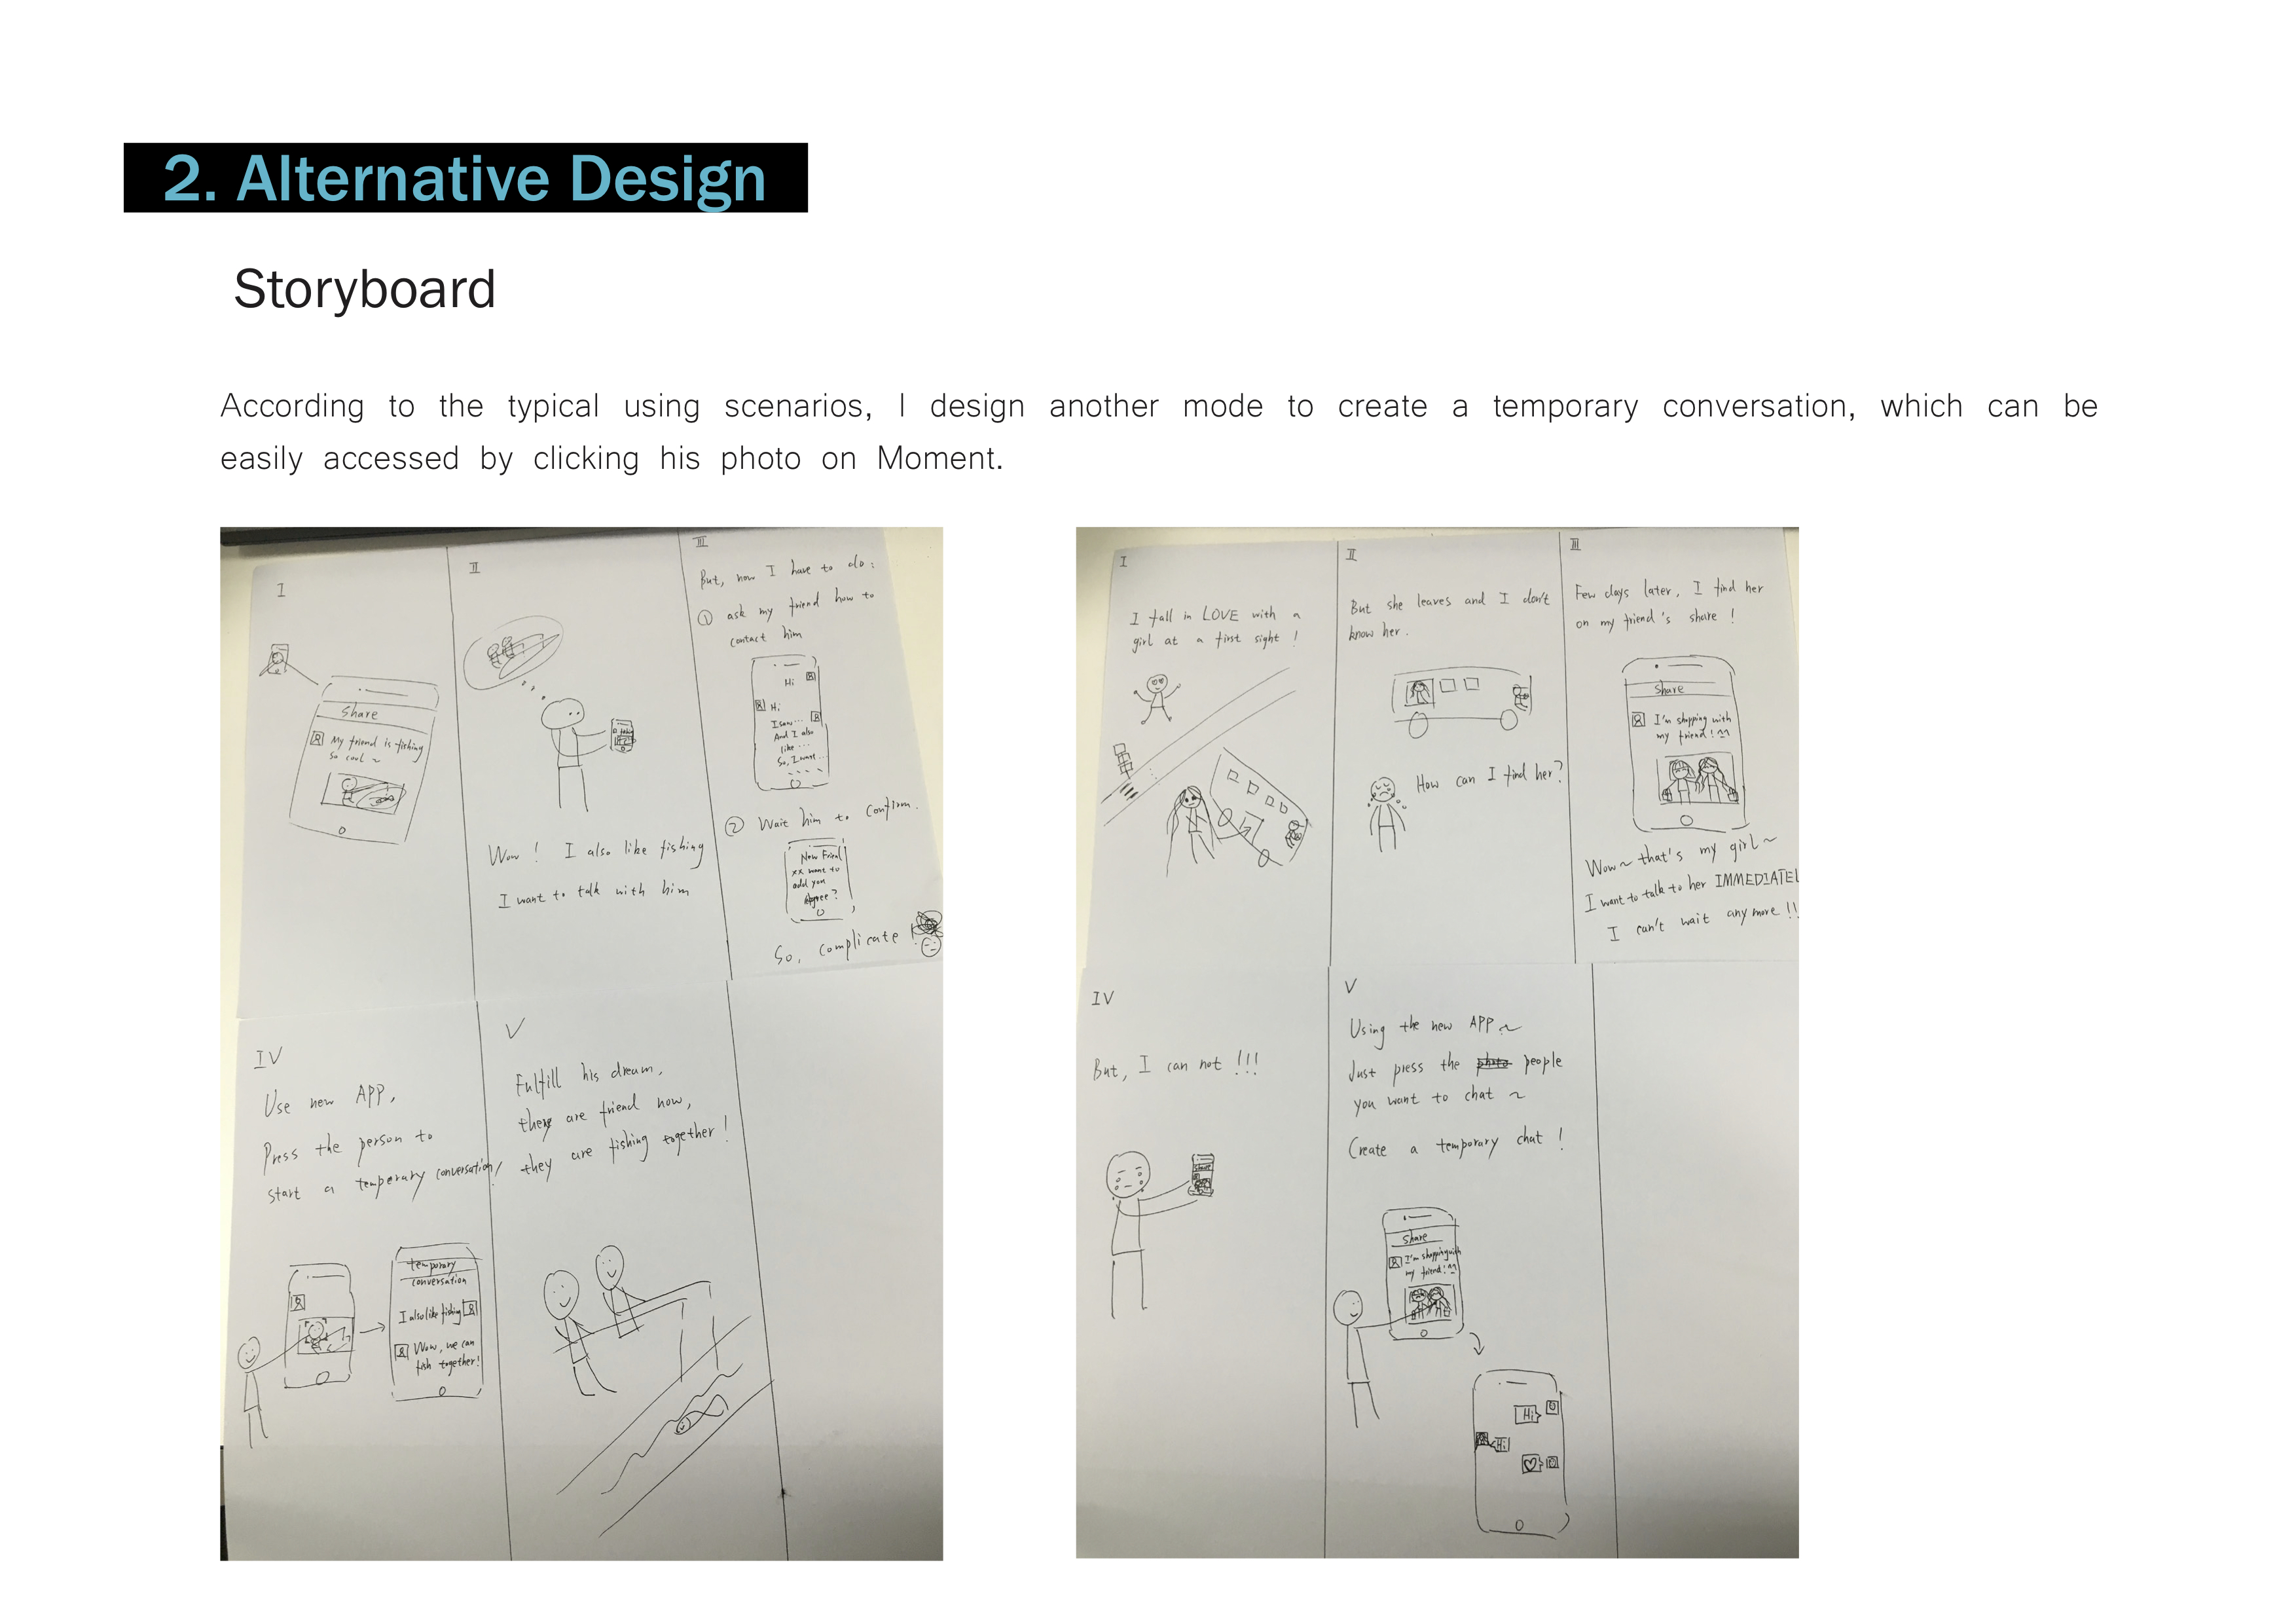 2. Alternative Design
Storyboard
According to the typical using scenarios, I design another mode to create a temporary conversation, which can be
easily accessed by clicking his photo on Moment.
I
Share
My friend is fishing
so cool ~
II
Wow ! I also like fishing
I want to talk with him
III
But, now I have to do :
① ask my friend how to
contact him
Hi
Hi
I saw ...
And I also
like ...
So, I want ...
② Wait him to confirm.
New Friend
xx want to
add you
Agree ?
So, complicate !
IV
Use new APP,
Press the person to
start a temporary conversation!
temporary
conversation
I also like fishing
Wow, we can
fish together!
V
Fulfill his dream,
they are friend now,
they are fishing together !
I
I fall in LOVE with a
girl at a first sight !
II
But she leaves and I don't
know her.
How can I find her?
III
Few days later, I find her
on my friend's share !
Share
I'm shopping with
my friend! ^^
Wow~ that's my girl ~
I want to talk to her IMMEDIATEL
I can't wait anymore !!
IV
But, I can not !!!
Share
V
Using the new APP ~
Just press the people
you want to chat ~
Create a temporary chat !
Share
I'm shopping with
my friend! ^^
Hi
Hi